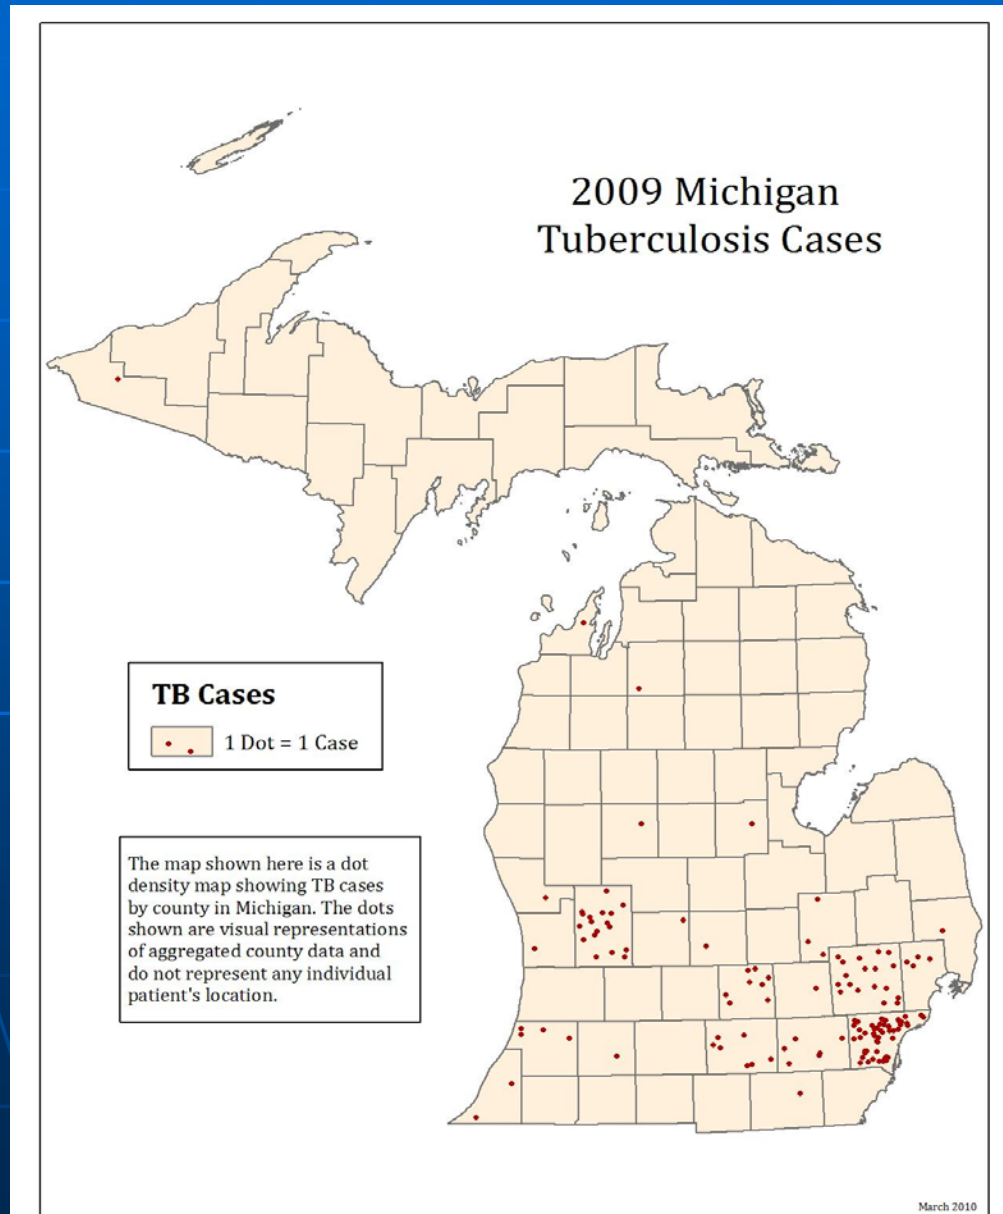 2009 Michigan
Tuberculosis Cases
TB Cases
1 Dot = 1 Case
The map shown here is a dot
density map showing TB cases
by county in Michigan. The dots
shown are visual representations
of aggregated county data and
do not represent any individual
patient's location.
March 2010